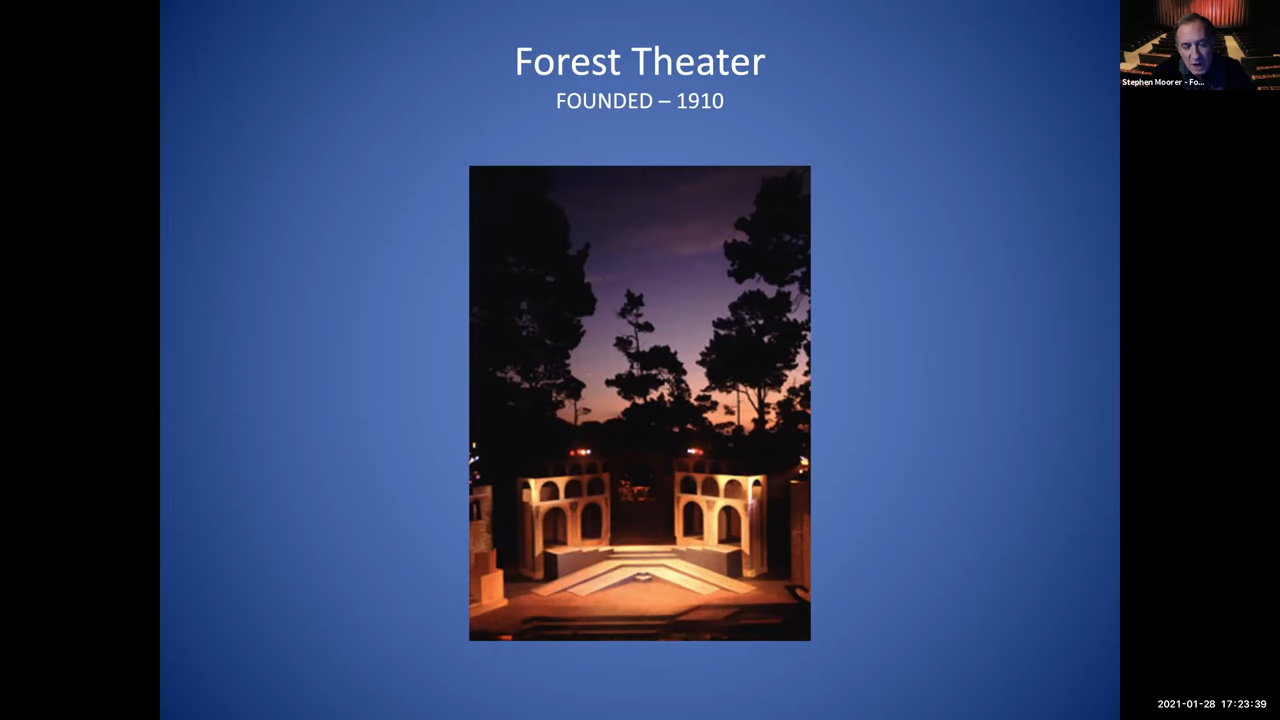 Forest Theater
FOUNDED – 1910
Stephen Moorer - Fo...
2021-01-28 17:23:39